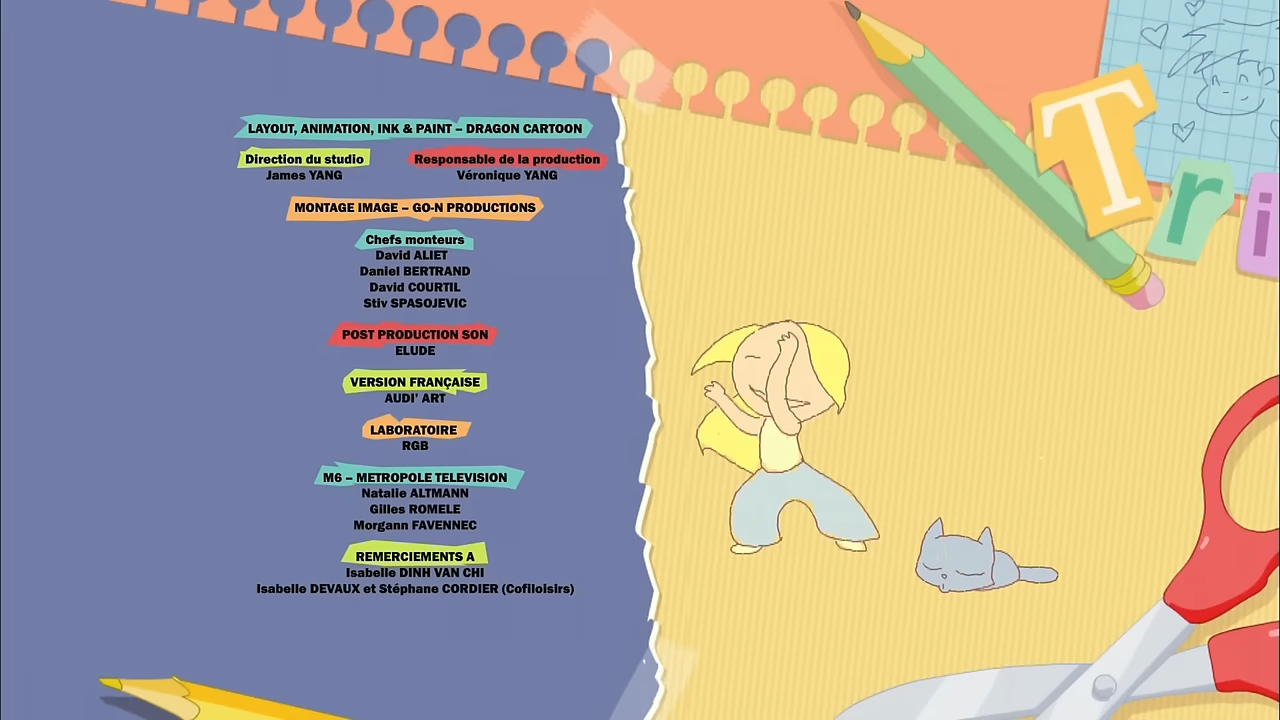 LAYOUT, ANIMATION, INK & PAINT – DRAGON CARTOON
Direction du studio
James YANG
Responsable de la production
Véronique YANG
MONTAGE IMAGE – GO-N PRODUCTIONS
Chefs monteurs
David ALIET
Daniel BERTRAND
David COURTIL
Stiv SPASOJEVIC
POST PRODUCTION SON
ELUDE
VERSION FRANÇAISE
AUDI' ART
LABORATOIRE
RGB
M6 – METROPOLE TELEVISION
Natalie ALTMANN
Gilles ROMELE
Morgann FAVENNEC
REMERCIEMENTS A
Isabelle DINH VAN CHI
Isabelle DEVAUX et Stéphane CORDIER (Cofiloisirs)
Tri